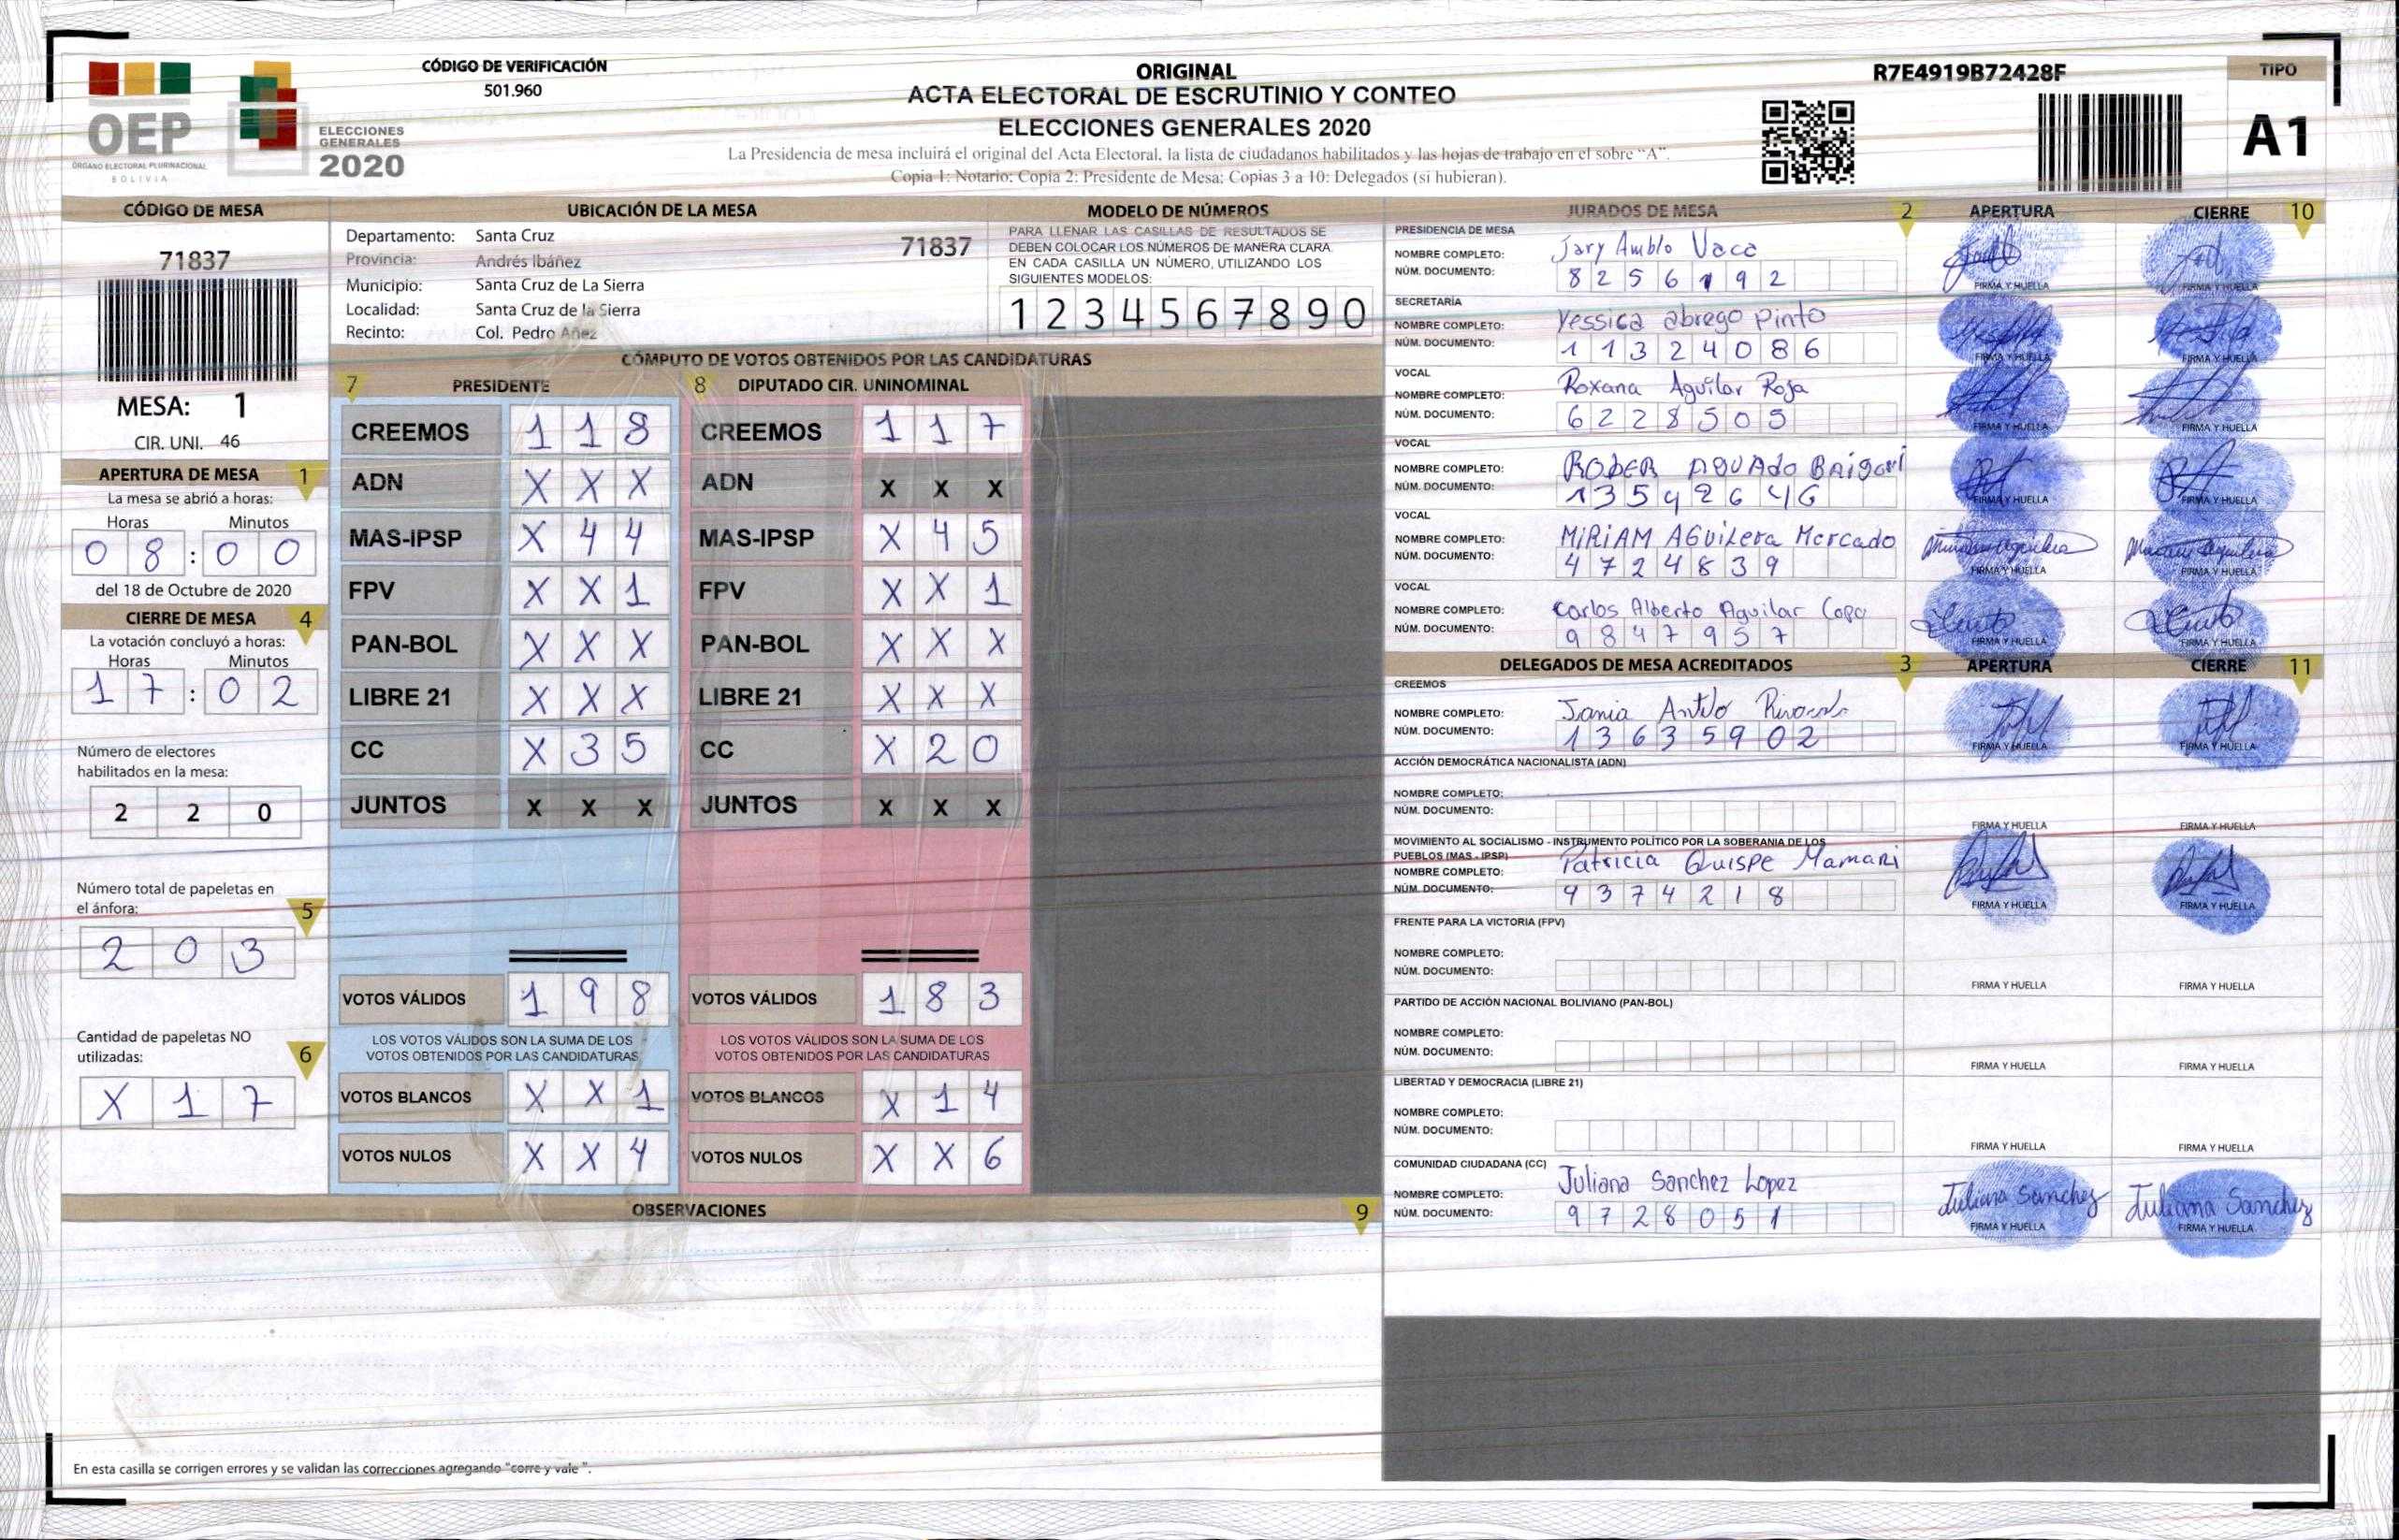 CÓDIGO DE VERIFICACIÓN
501.960
OEP
ÓRGANO ELECTORAL PLURINACIONAL
BOLIVIA
ELECCIONES
GENERALES
2020
ORIGINAL
ACTA ELECTORAL DE ESCRUTINIO Y CONTEO
ELECCIONES GENERALES 2020
La Presidencia de mesa incluirá el original del Acta Electoral, la lista de ciudadanos habilitados y las hojas de trabajo en el sobre "A".
Copia 1: Notario; Copia 2: Presidente de Mesa; Copias 3 a 10: Delegados (si hubieran).
R7E4919B72428F
TIPO
A1
CÓDIGO DE MESA
71837
MESA: 1
CIR. UNI. 46
APERTURA DE MESA 1
La mesa se abrió a horas:
Horas Minutos
0 8 : 0 0
del 18 de Octubre de 2020
CIERRE DE MESA 4
La votación concluyó a horas:
Horas Minutos
1 7 : 0 2
Número de electores
habilitados en la mesa:
2 2 0
Número total de papeletas en
el ánfora: 5
2 0 3
Cantidad de papeletas NO
utilizadas: 6
X 1 7
UBICACIÓN DE LA MESA
Departamento: Santa Cruz 71837
Provincia: Andrés Ibáñez
Municipio: Santa Cruz de La Sierra
Localidad: Santa Cruz de la Sierra
Recinto: Col. Pedro Añez
MODELO DE NÚMEROS
PARA LLENAR LAS CASILLAS DE RESULTADOS SE
DEBEN COLOCAR LOS NÚMEROS DE MANERA CLARA
EN CADA CASILLA UN NÚMERO, UTILIZANDO LOS
SIGUIENTES MODELOS:
1 2 3 4 5 6 7 8 9 0
CÓMPUTO DE VOTOS OBTENIDOS POR LAS CANDIDATURAS
7 PRESIDENTE 8 DIPUTADO CIR. UNINOMINAL
CREEMOS 1 1 8 CREEMOS 1 1 7
ADN X X X ADN X X X
MAS-IPSP X 4 4 MAS-IPSP X 4 5
FPV X X 1 FPV X X 1
PAN-BOL X X X PAN-BOL X X X
LIBRE 21 X X X LIBRE 21 X X X
CC X 3 5 CC X 2 0
JUNTOS X X X JUNTOS X X X
VOTOS VÁLIDOS 1 9 8 VOTOS VÁLIDOS 1 8 3
LOS VOTOS VÁLIDOS SON LA SUMA DE LOS LOS VOTOS VÁLIDOS SON LA SUMA DE LOS
VOTOS OBTENIDOS POR LAS CANDIDATURAS VOTOS OBTENIDOS POR LAS CANDIDATURAS
VOTOS BLANCOS X X 1 VOTOS BLANCOS X 1 4
VOTOS NULOS X X 4 VOTOS NULOS X X 6
OBSERVACIONES 9
En esta casilla se corrigen errores y se validan las correcciones agregando "corre y vale".
JURADOS DE MESA 2 APERTURA CIERRE 10
PRESIDENCIA DE MESA
NOMBRE COMPLETO: Jary Amblo Vaca
NÚM. DOCUMENTO: 8 2 5 6 1 9 2
FIRMA Y HUELLA FIRMA Y HUELLA
SECRETARÍA
NOMBRE COMPLETO: Yessica abrego pinto
NÚM. DOCUMENTO: 1 1 3 2 4 0 8 6
FIRMA Y HUELLA FIRMA Y HUELLA
VOCAL
NOMBRE COMPLETO: Roxana Aguilar Roja
NÚM. DOCUMENTO: 6 2 2 8 5 0 5
FIRMA Y HUELLA FIRMA Y HUELLA
VOCAL
NOMBRE COMPLETO: ROBER AGUAdo
NÚM. DOCUMENTO: 1 3 5 4 2 6 4 6
FIRMA Y HUELLA FIRMA Y HUELLA
VOCAL
NOMBRE COMPLETO: MiRiAM AGuiLera Mercado
NÚM. DOCUMENTO: 4 7 2 4 8 3 9
FIRMA Y HUELLA FIRMA Y HUELLA
VOCAL
NOMBRE COMPLETO: Carlos Alberto Aguilar Copa
NÚM. DOCUMENTO: 9 8 4 7 9 5 7
FIRMA Y HUELLA FIRMA Y HUELLA
DELEGADOS DE MESA ACREDITADOS 3 APERTURA CIERRE 11
CREEMOS
NOMBRE COMPLETO: Jania
NÚM. DOCUMENTO: 1 3 6 3 5 9 0 2
FIRMA Y HUELLA FIRMA Y HUELLA
ACCIÓN DEMOCRÁTICA NACIONALISTA (ADN)
NOMBRE COMPLETO:
NÚM. DOCUMENTO:
FIRMA Y HUELLA FIRMA Y HUELLA
MOVIMIENTO AL SOCIALISMO - INSTRUMENTO POLÍTICO POR LA SOBERANIA DE LOS
PUEBLOS (MAS - IPSP)
NOMBRE COMPLETO: Patricia Quispe Mamani
NÚM. DOCUMENTO: 9 3 7 4 2 1 8
FIRMA Y HUELLA FIRMA Y HUELLA
FRENTE PARA LA VICTORIA (FPV)
NOMBRE COMPLETO:
NÚM. DOCUMENTO:
FIRMA Y HUELLA FIRMA Y HUELLA
PARTIDO DE ACCIÓN NACIONAL BOLIVIANO (PAN-BOL)
NOMBRE COMPLETO:
NÚM. DOCUMENTO:
FIRMA Y HUELLA FIRMA Y HUELLA
LIBERTAD Y DEMOCRACIA (LIBRE 21)
NOMBRE COMPLETO:
NÚM. DOCUMENTO:
FIRMA Y HUELLA FIRMA Y HUELLA
COMUNIDAD CIUDADANA (CC)
NOMBRE COMPLETO: Juliana Sanchez Lopez
NÚM. DOCUMENTO: 9 7 2 8 0 5 1
Juliana Sanchez Juliana Sanchez
FIRMA Y HUELLA FIRMA Y HUELLA